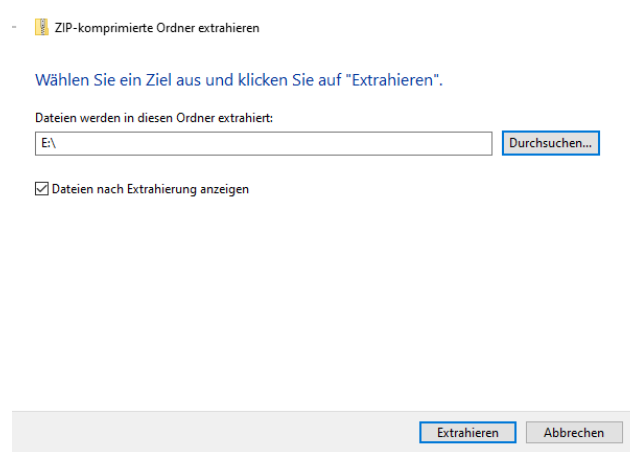 ZIP-komprimierte Ordner extrahieren
Wählen Sie ein Ziel aus und klicken Sie auf "Extrahieren".
Dateien werden in diesen Ordner extrahiert:
E:\
Durchsuchen...
Dateien nach Extrahierung anzeigen
Extrahieren
Abbrechen